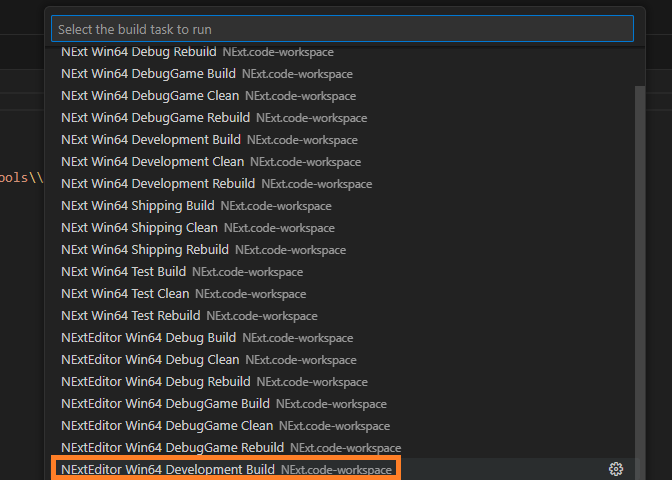 Select the build task to run
NExt Win64 Debug Rebuild NExt.code-workspace
NExt Win64 DebugGame Build NExt.code-workspace
NExt Win64 DebugGame Clean NExt.code-workspace
NExt Win64 DebugGame Rebuild NExt.code-workspace
NExt Win64 Development Build NExt.code-workspace
NExt Win64 Development Clean NExt.code-workspace
ools\\
NExt Win64 Development Rebuild NExt.code-workspace
NExt Win64 Shipping Build NExt.code-workspace
NExt Win64 Shipping Clean NExt.code-workspace
NExt Win64 Shipping Rebuild NExt.code-workspace
NExt Win64 Test Build NExt.code-workspace
NExt Win64 Test Clean NExt.code-workspace
NExt Win64 Test Rebuild NExt.code-workspace
NExtEditor Win64 Debug Build NExt.code-workspace
NExtEditor Win64 Debug Clean NExt.code-workspace
NExtEditor Win64 Debug Rebuild NExt.code-workspace
NExtEditor Win64 DebugGame Build NExt.code-workspace
NExtEditor Win64 DebugGame Clean NExt.code-workspace
NExtEditor Win64 DebugGame Rebuild NExt.code-workspace
NExtEditor Win64 Development Build NExt.code-workspace